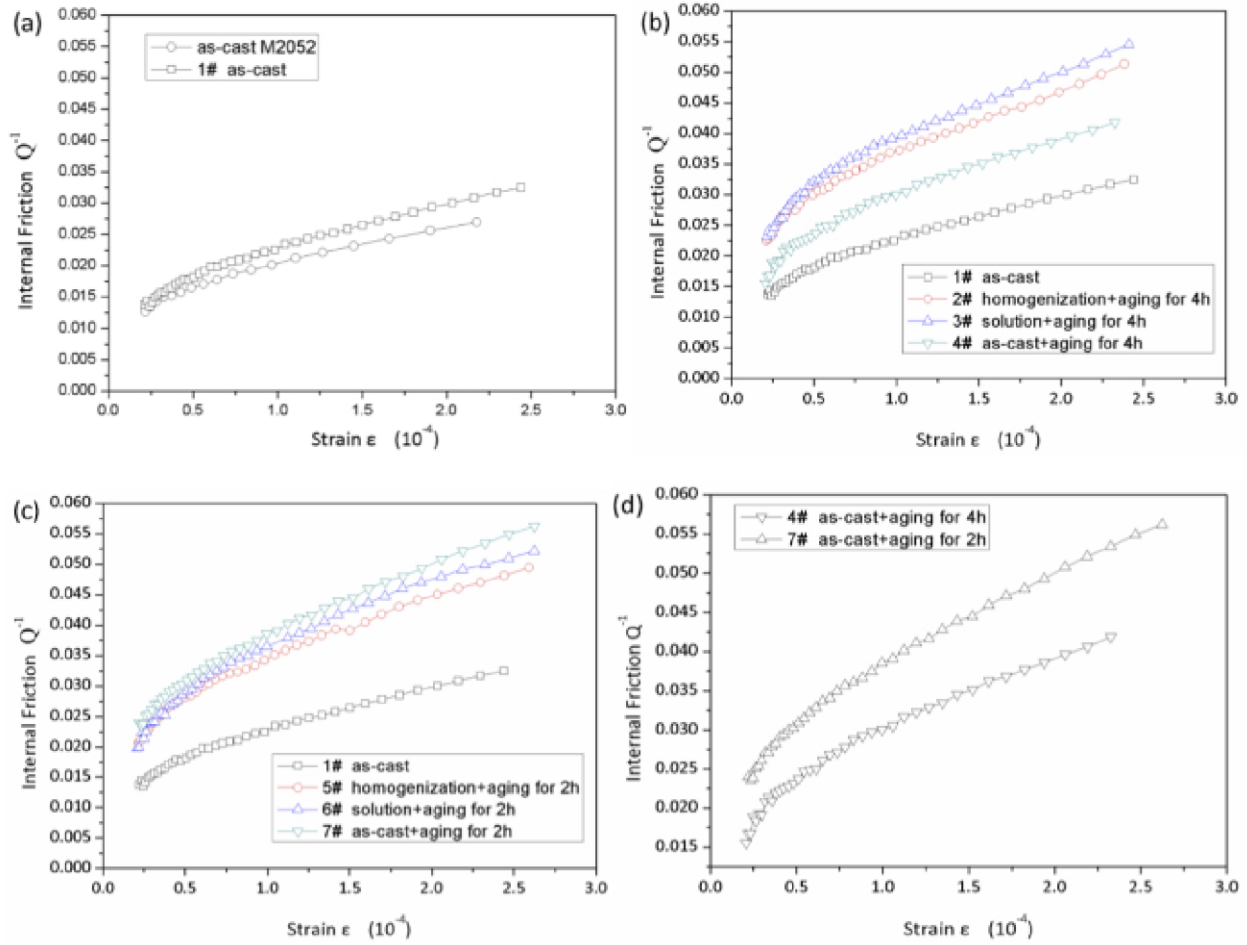 (a)
0.060
0.055
0.050
0.045
0.040
0.035
0.030
0.025
0.020
0.015
0.010
0.005
0.000
Internal Friction Q⁻¹
as-cast M2052
1# as-cast
0.0 0.5 1.0 1.5 2.0 2.5 3.0
Strain ε (10⁻⁴)
(b)
0.060
0.055
0.050
0.045
0.040
0.035
0.030
0.025
0.020
0.015
0.010
0.005
0.000
Internal Friction Q⁻¹
1# as-cast
2# homogenization+aging for 4h
3# solution+aging for 4h
4# as-cast+aging for 4h
0.0 0.5 1.0 1.5 2.0 2.5 3.0
Strain ε (10⁻⁴)
(c)
0.060
0.055
0.050
0.045
0.040
0.035
0.030
0.025
0.020
0.015
0.010
0.005
0.000
Internal Friction Q⁻¹
1# as-cast
5# homogenization+aging for 2h
6# solution+aging for 2h
7# as-cast+aging for 2h
0.0 0.5 1.0 1.5 2.0 2.5 3.0
Strain ε (10⁻⁴)
(d)
0.060
0.055
0.050
0.045
0.040
0.035
0.030
0.025
0.020
0.015
Internal Friction Q⁻¹
4# as-cast+aging for 4h
7# as-cast+aging for 2h
0.0 0.5 1.0 1.5 2.0 2.5 3.0
Strain ε (10⁻⁴)